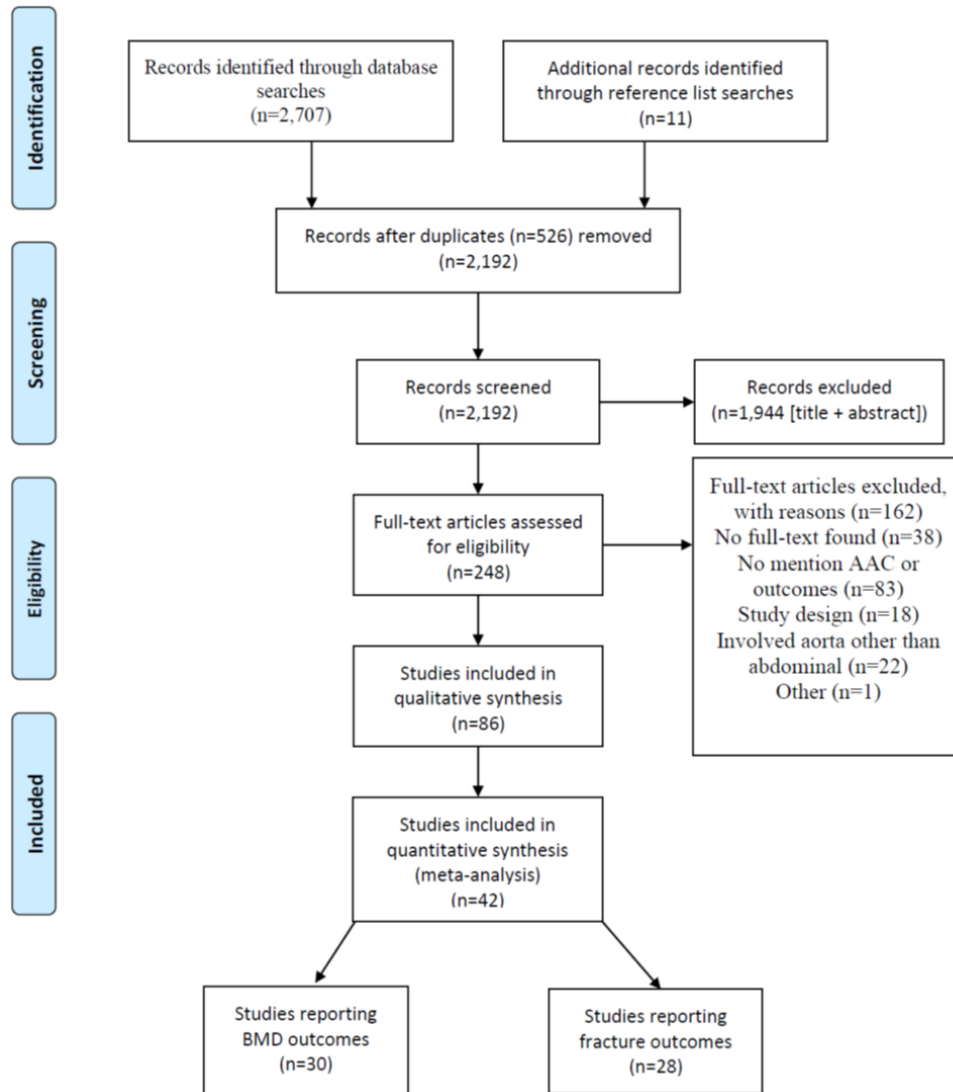 Identification
Records identified through database
searches
(n=2,707)
Additional records identified
through reference list searches
(n=11)
Records after duplicates (n=526) removed
(n=2,192)
Screening
Records screened
(n=2,192)
Records excluded
(n=1,944 [title + abstract])
Eligibility
Full-text articles assessed
for eligibility
(n=248)
Full-text articles excluded,
with reasons (n=162)
No full-text found (n=38)
No mention AAC or
outcomes (n=83)
Study design (n=18)
Involved aorta other than
abdominal (n=22)
Other (n=1)
Studies included in
qualitative synthesis
(n=86)
Included
Studies included in
quantitative synthesis
(meta-analysis)
(n=42)
Studies reporting
BMD outcomes
(n=30)
Studies reporting
fracture outcomes
(n=28)